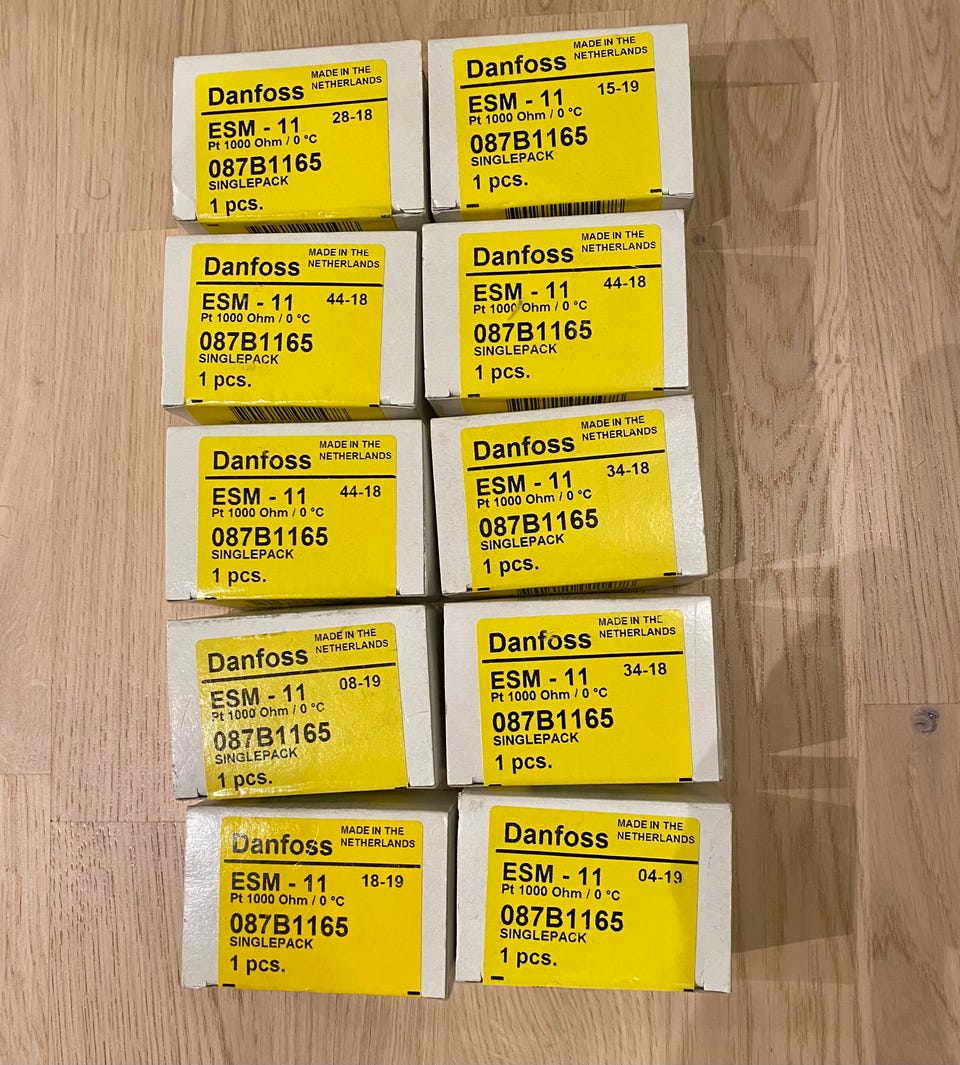 Danfoss MADE IN THE NETHERLANDS
ESM - 11 28-18
Pt 1000 Ohm / 0 °C
087B1165
SINGLEPACK
1 pcs.
Danfoss MADE IN THE NETHERLANDS
ESM - 11 15-19
Pt 1000 Ohm / 0 °C
087B1165
SINGLEPACK
1 pcs.
Danfoss MADE IN THE NETHERLANDS
ESM - 11 44-18
Pt 1000 Ohm / 0 °C
087B1165
SINGLEPACK
1 pcs.
Danfoss MADE IN THE NETHERLANDS
ESM - 11 44-18
Pt 1000 Ohm / 0 °C
087B1165
SINGLEPACK
1 pcs.
Danfoss MADE IN THE NETHERLANDS
ESM - 11 44-18
Pt 1000 Ohm / 0 °C
087B1165
SINGLEPACK
1 pcs.
Danfoss MADE IN THE NETHERLANDS
ESM - 11 34-18
Pt 1000 Ohm / 0 °C
087B1165
SINGLEPACK
1 pcs.
Danfoss MADE IN THE NETHERLANDS
ESM - 11 08-19
Pt 1000 Ohm / 0 °C
087B1165
SINGLEPACK
1 pcs.
Danfoss MADE IN THE NETHERLANDS
ESM - 11 34-18
Pt 1000 Ohm / 0 °C
087B1165
SINGLEPACK
1 pcs.
Danfoss MADE IN THE NETHERLANDS
ESM - 11 18-19
Pt 1000 Ohm / 0 °C
087B1165
SINGLEPACK
1 pcs.
Danfoss MADE IN THE NETHERLANDS
ESM - 11 04-19
Pt 1000 Ohm / 0 °C
087B1165
SINGLEPACK
1 pcs.